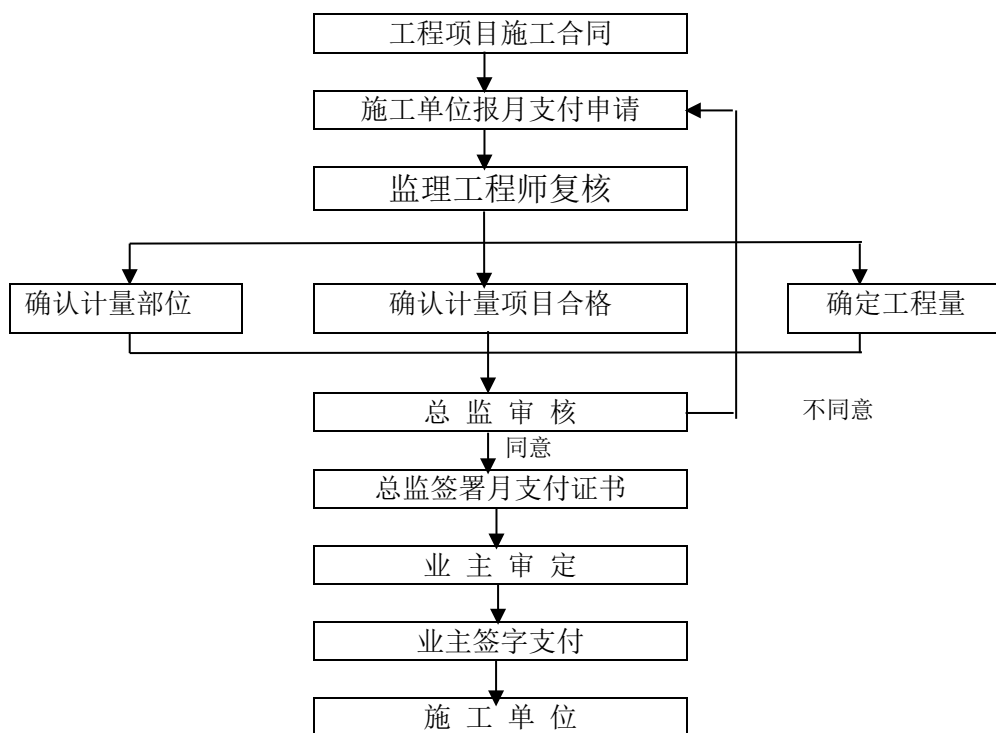 工程项目施工合同
施工单位报月支付申请
监理工程师复核
确认计量部位
确认计量项目合格
确定工程量
总 监 审 核
不同意
同意
总监签署月支付证书
业 主 审 定
业主签字支付
施 工 单 位